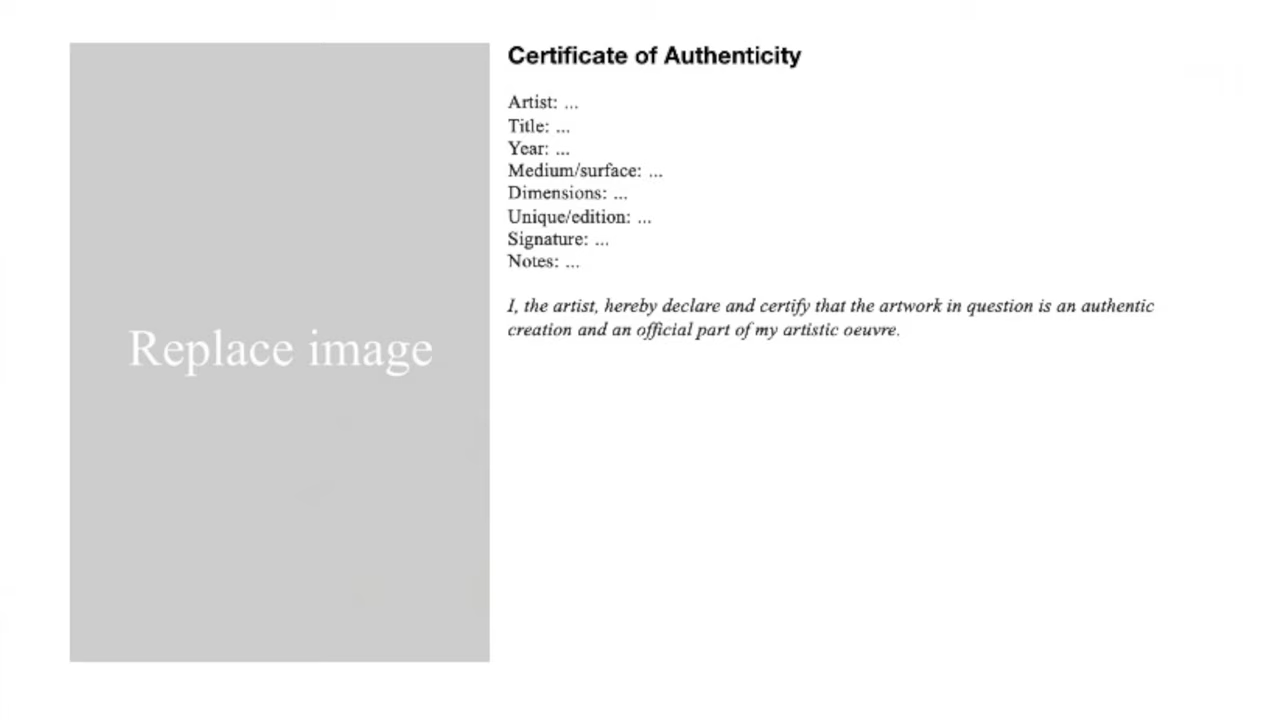 Certificate of Authenticity
Artist: ...
Title: ...
Year: ...
Medium/surface: ...
Dimensions: ...
Unique/edition: ...
Signature: ...
Notes: ...
I, the artist, hereby declare and certify that the artwork in question is an authentic
creation and an official part of my artistic oeuvre.
Replace image